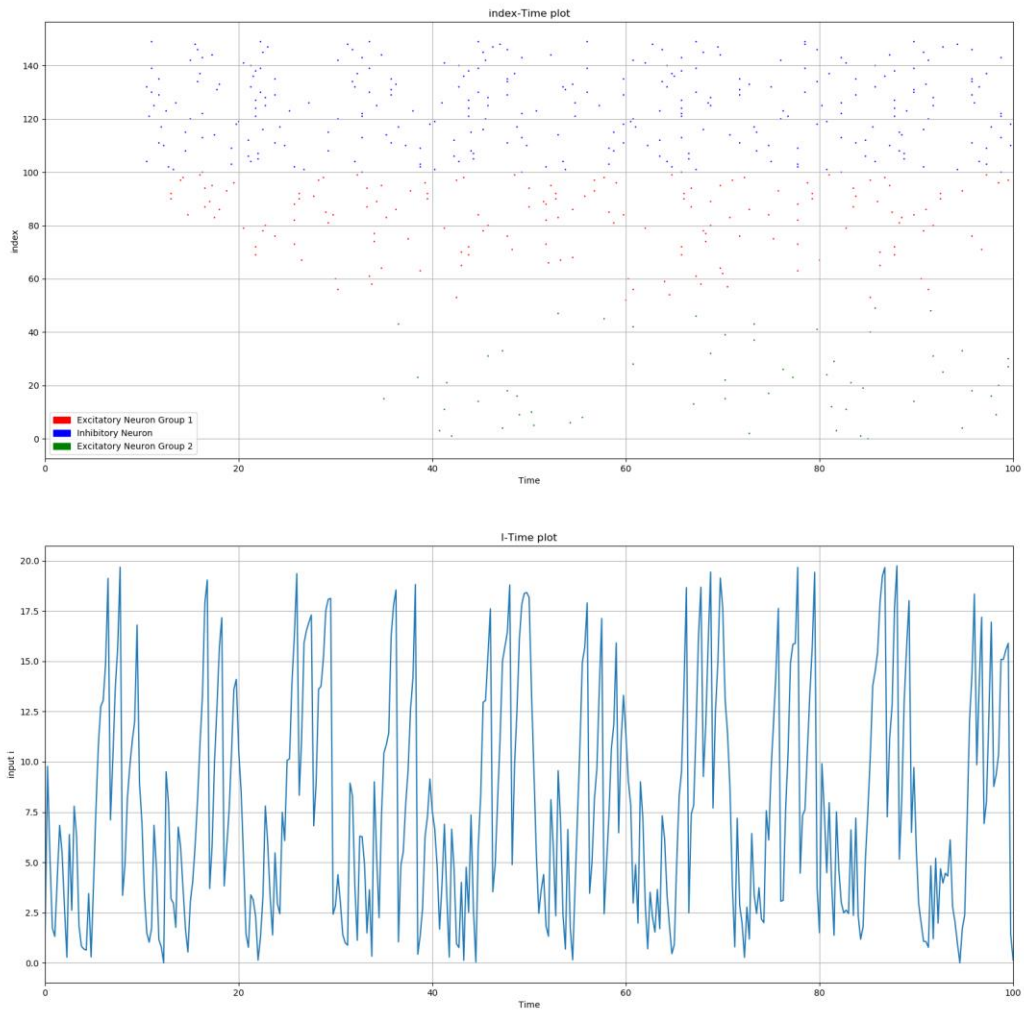 index-Time plot
140
120
100
80
60
40
20
0
index
Excitatory Neuron Group 1
Inhibitory Neuron
Excitatory Neuron Group 2
0 20 40 60 80 100
Time
I-Time plot
20.0
17.5
15.0
12.5
10.0
7.5
5.0
2.5
0.0
input i
0 20 40 60 80 100
Time